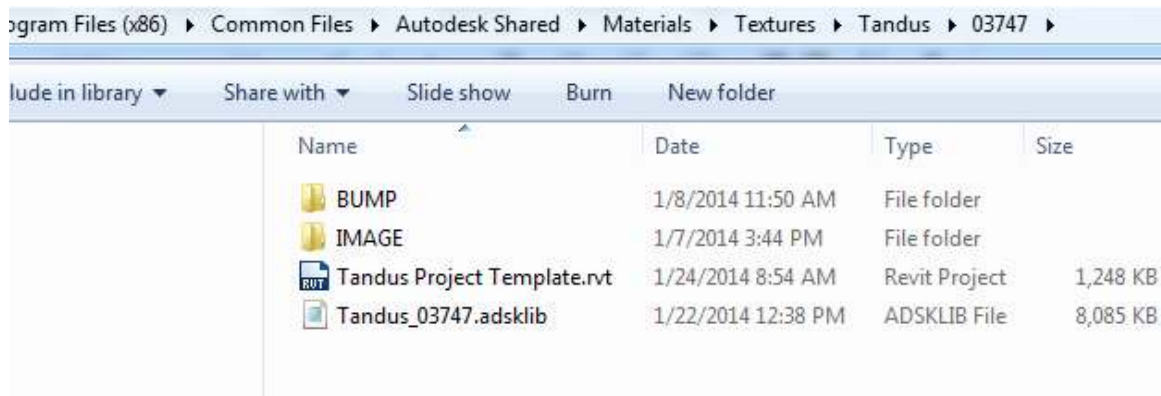 ogram Files (x86) ▸ Common Files ▸ Autodesk Shared ▸ Materials ▸ Textures ▸ Tandus ▸ 03747 ▸
lude in library ▾ Share with ▾ Slide show Burn New folder
Name Date Type Size
BUMP 1/8/2014 11:50 AM File folder
IMAGE 1/7/2014 3:44 PM File folder
RVT Tandus Project Template.rvt 1/24/2014 8:54 AM Revit Project 1,248 KB
Tandus_03747.adsklib 1/22/2014 12:38 PM ADSKLIB File 8,085 KB